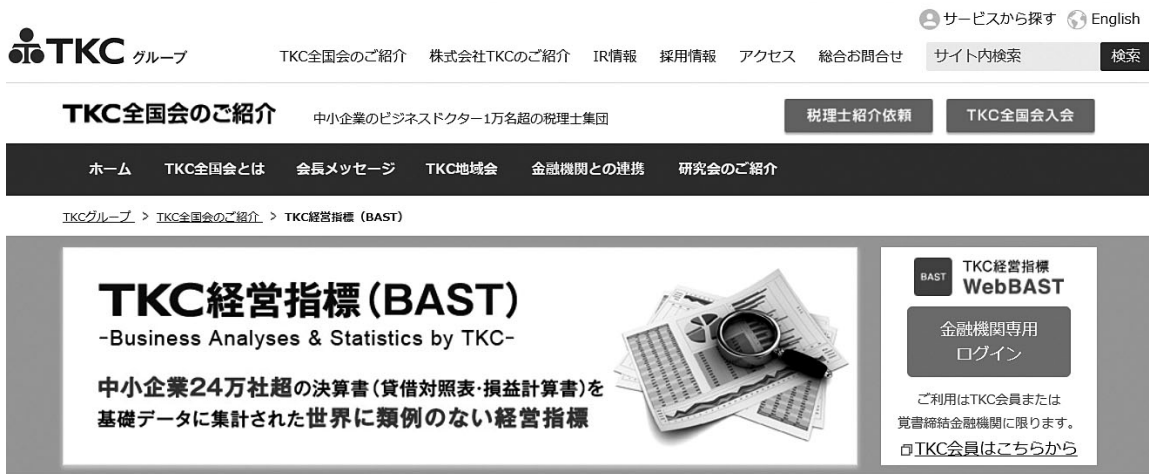 サービスから探す English
TKC グループ
TKC全国会のご紹介 株式会社TKCのご紹介 IR情報 採用情報 アクセス 総合お問合せ サイト内検索 検索
TKC全国会のご紹介 中小企業のビジネスドクター1万名超の税理士集団 税理士紹介依頼 TKC全国会入会
ホーム TKC全国会とは 会長メッセージ TKC地域会 金融機関との連携 研究会のご紹介
TKCグループ > TKC全国会のご紹介 > TKC経営指標（BAST）
TKC経営指標（BAST）
-Business Analyses & Statistics by TKC-
中小企業24万社超の決算書（貸借対照表・損益計算書）を
基礎データに集計された世界に類例のない経営指標
BAST TKC経営指標
WebBAST
金融機関専用
ログイン
ご利用はTKC会員または
覚書締結金融機関に限ります。
TKC会員はこちらから